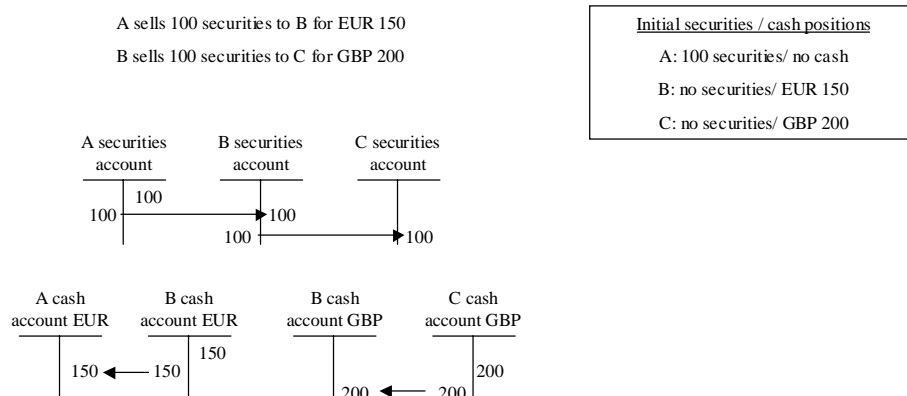 A sells 100 securities to B for EUR 150
B sells 100 securities to C for GBP 200
Initial securities / cash positions
A: 100 securities/ no cash
B: no securities/ EUR 150
C: no securities/ GBP 200
A securities account
B securities account
C securities account
100
100 100
100 100
A cash account EUR
B cash account EUR
B cash account GBP
C cash account GBP
150
150 150
200
200 200